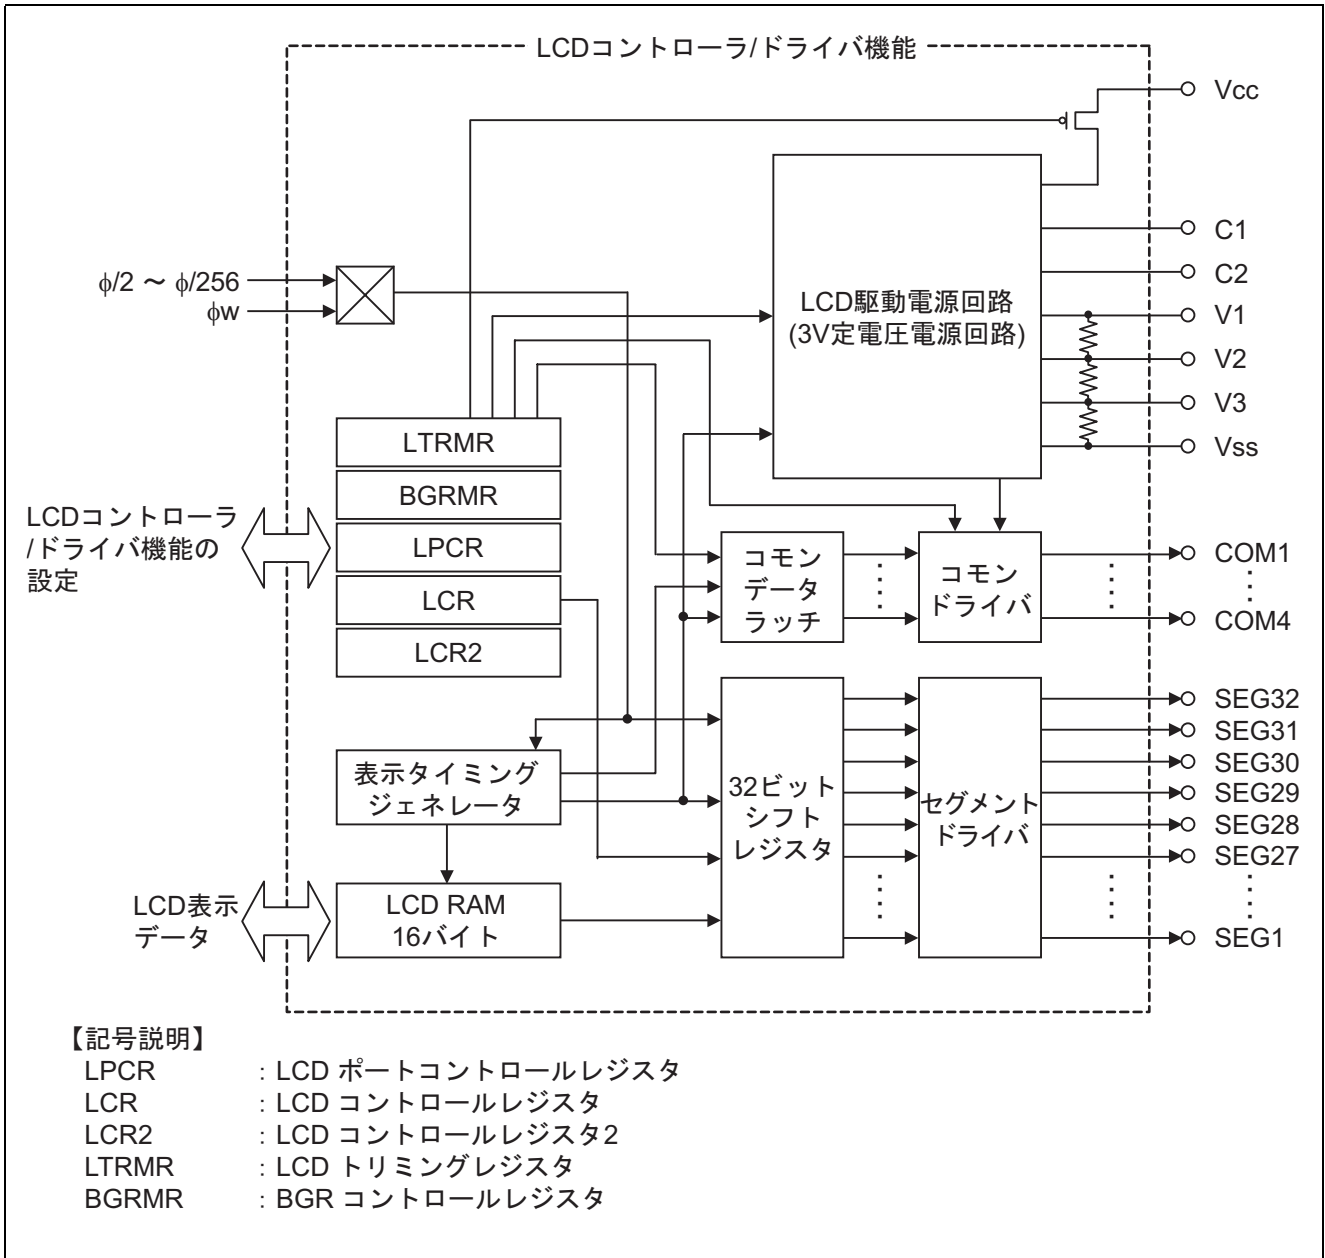 LCDコントローラ/ドライバ機能
Vcc
C1
C2
V1
V2
V3
Vss
φ/2 ～ φ/256
φw
LCD駆動電源回路
(3V定電圧電源回路)
LTRMR
BGRMR
LPCR
LCR
LCR2
LCDコントローラ
/ドライバ機能の
設定
コモン
データ
ラッチ
コモン
ドライバ
COM1
COM4
表示タイミング
ジェネレータ
LCD RAM
16バイト
LCD表示
データ
32ビット
シフト
レジスタ
セグメント
ドライバ
SEG32
SEG31
SEG30
SEG29
SEG28
SEG27
SEG1
【記号説明】
LPCR : LCD ポートコントロールレジスタ
LCR : LCD コントロールレジスタ
LCR2 : LCD コントロールレジスタ2
LTRMR : LCD トリミングレジスタ
BGRMR : BGR コントロールレジスタ